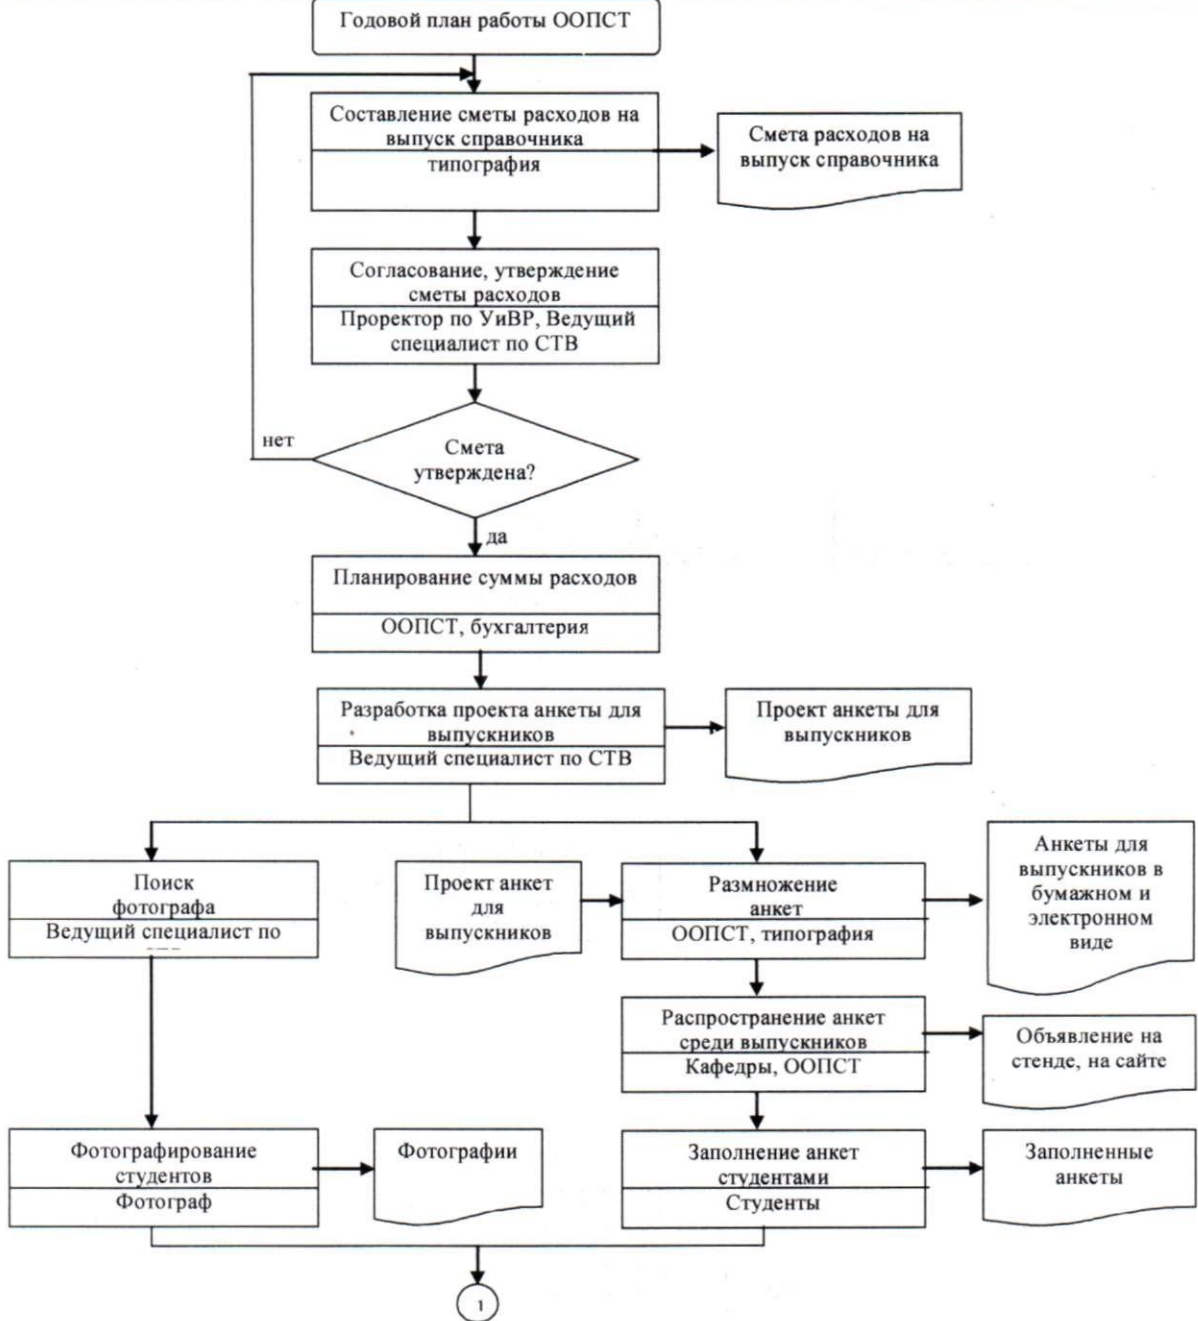 Годовой план работы ООПСТ
Составление сметы расходов на
выпуск справочника
типография
Смета расходов на
выпуск справочника
Согласование, утверждение
сметы расходов
Проректор по УиВР, Ведущий
специалист по СТВ
нет
Смета
утверждена?
да
Планирование суммы расходов
ООПСТ, бухгалтерия
Разработка проекта анкеты для
выпускников
Ведущий специалист по СТВ
Проект анкеты для
выпускников
Поиск
фотографа
Ведущий специалист по
Проект анкет
для
выпускников
Размножение
анкет
ООПСТ, типография
Анкеты для
выпускников в
бумажном и
электронном
виде
Распространение анкет
среди выпускников
Кафедры, ООПСТ
Объявление на
стенде, на сайте
Фотографирование
студентов
Фотограф
Фотографии
Заполнение анкет
студентами
Студенты
Заполненные
анкеты
1